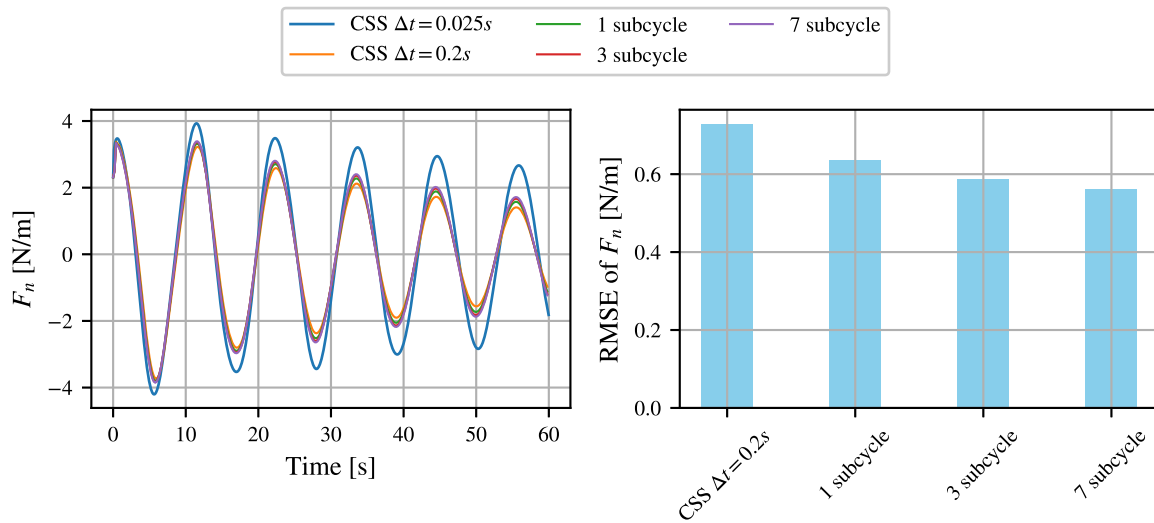 CSS Δt = 0.025s
CSS Δt = 0.2s
1 subcycle
3 subcycle
7 subcycle
4
2
0
−2
−4
F_n [N/m]
0 10 20 30 40 50 60
Time [s]
0.6
0.4
0.2
0.0
RMSE of F_n [N/m]
CSS Δt = 0.2s
1 subcycle
3 subcycle
7 subcycle